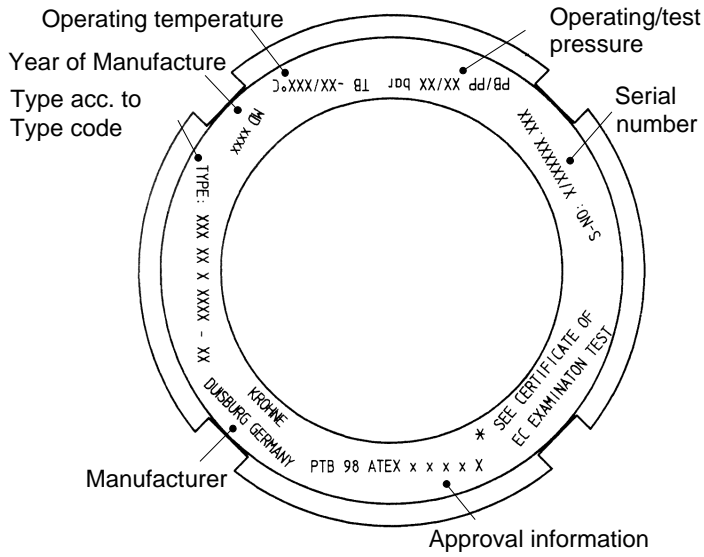 Operating temperature
Operating/test
pressure
Year of Manufacture
Type acc. to
Type code
Serial
number
PB/PP xx/xx bar TB -xx/xxx°C
MD xxxx
S-NO: X/XXXXXX.XXX
TYPE: XXX XX X XXXX - XX
KROHNE
DUISBURG GERMANY
PTB 98 ATEX x x x x X
* SEE CERTIFICATE OF
EC EXAMINATON TEST
Manufacturer
Approval information